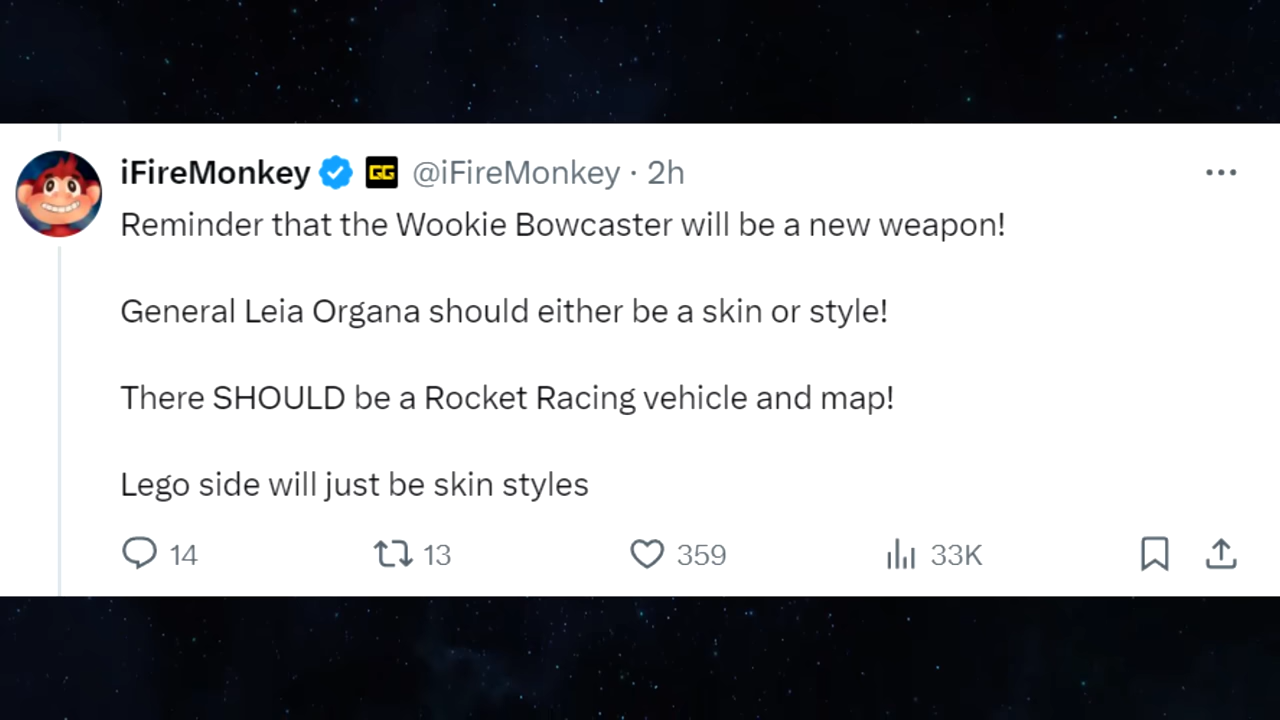 iFireMonkey GG @iFireMonkey · 2h
Reminder that the Wookie Bowcaster will be a new weapon!
General Leia Organa should either be a skin or style!
There SHOULD be a Rocket Racing vehicle and map!
Lego side will just be skin styles
14 13 359 33K